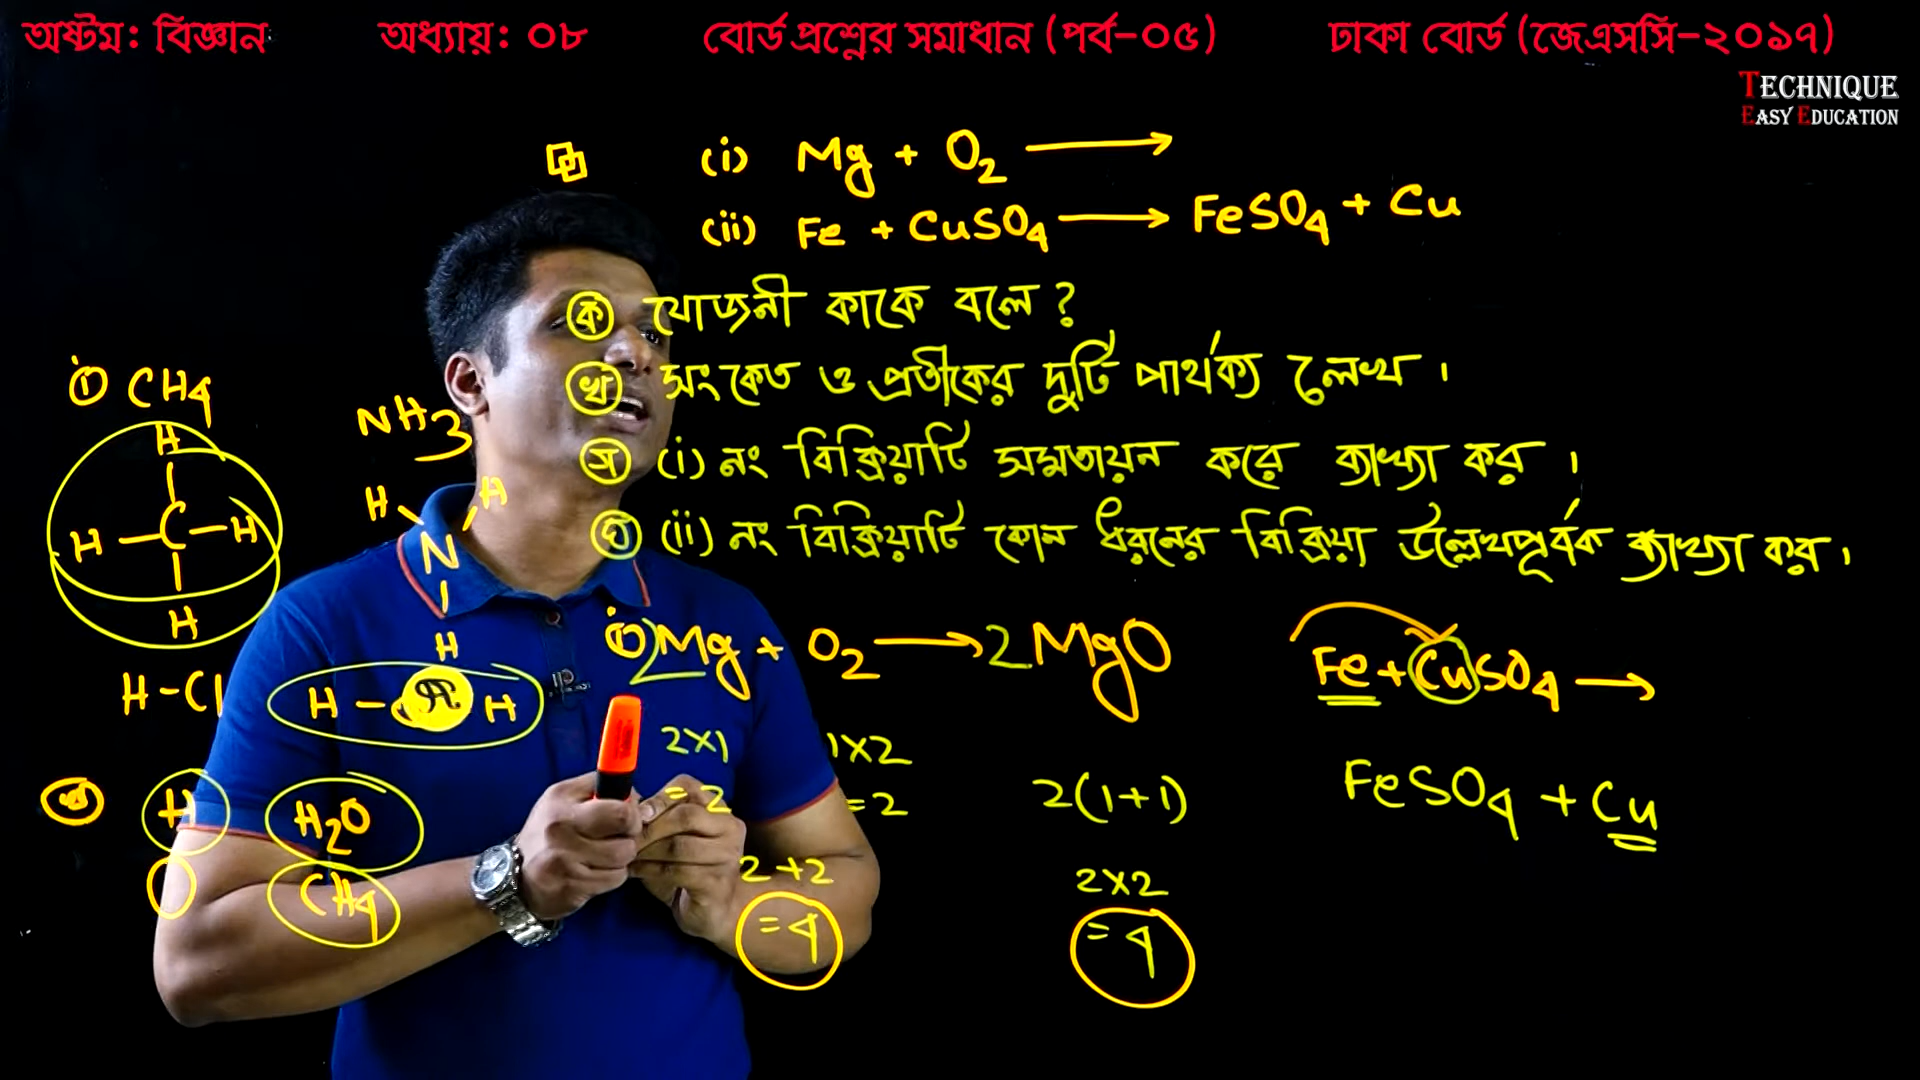 অষ্টম: বিজ্ঞান অধ্যায়: ০৮ বোর্ড প্রশ্নের সমাধান (পর্ব-০৫) ঢাকা বোর্ড (জেএসসি-২০১৭)
TECHNIQUE
EASY EDUCATION
(i) Mg + O₂ ⟶
(ii) Fe + CuSO₄ ⟶ FeSO₄ + Cu
ক যোজনী কাকে বলে?
খ সংকেত ও প্রতীকের দুটি পার্থক্য লেখ।
গ (i) নং বিক্রিয়াটি সমতায়ন করে ব্যাখ্যা কর।
ঘ (ii) নং বিক্রিয়াটি কোন ধরনের বিক্রিয়া উল্লেখপূর্বক ব্যাখ্যা কর।
CH₄
H
H – C – H
H
NH₃
H H
N
H
H-Cl
H – H
H H₂O
CH₄
2Mg + O₂ ⟶ 2MgO
2×1 1×2 2(1+1)
= 2 = 2
2+2 2×2
= 4 = 4
Fe + CuSO₄ ⟶
FeSO₄ + Cu